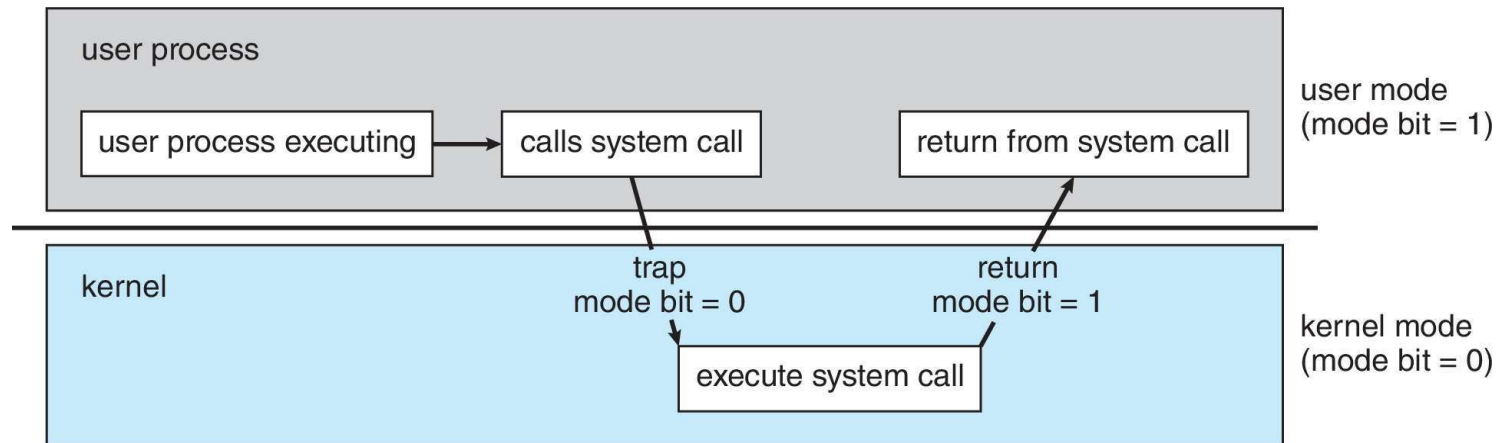 user process
user process executing
calls system call
return from system call
user mode
(mode bit = 1)
kernel
trap
mode bit = 0
return
mode bit = 1
execute system call
kernel mode
(mode bit = 0)